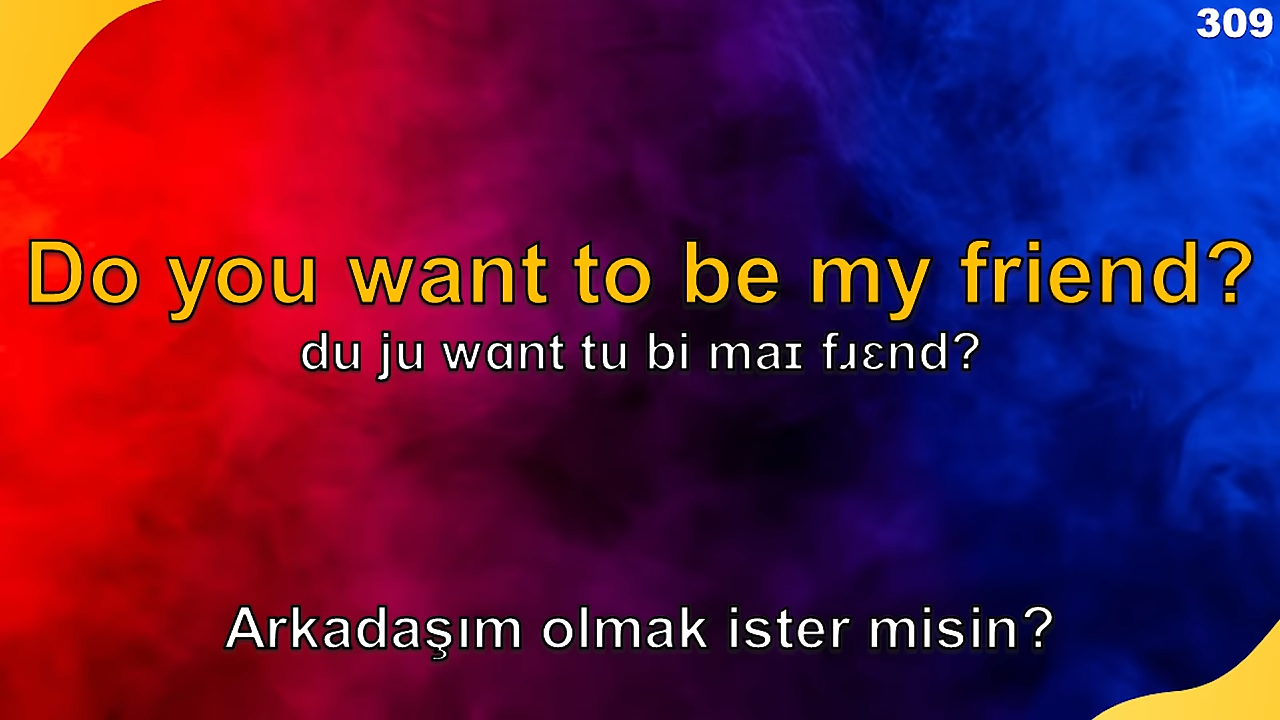 309
Do you want to be my friend?
du ju wɑnt tu bi maɪ fɹɛnd?
Arkadaşım olmak ister misin?